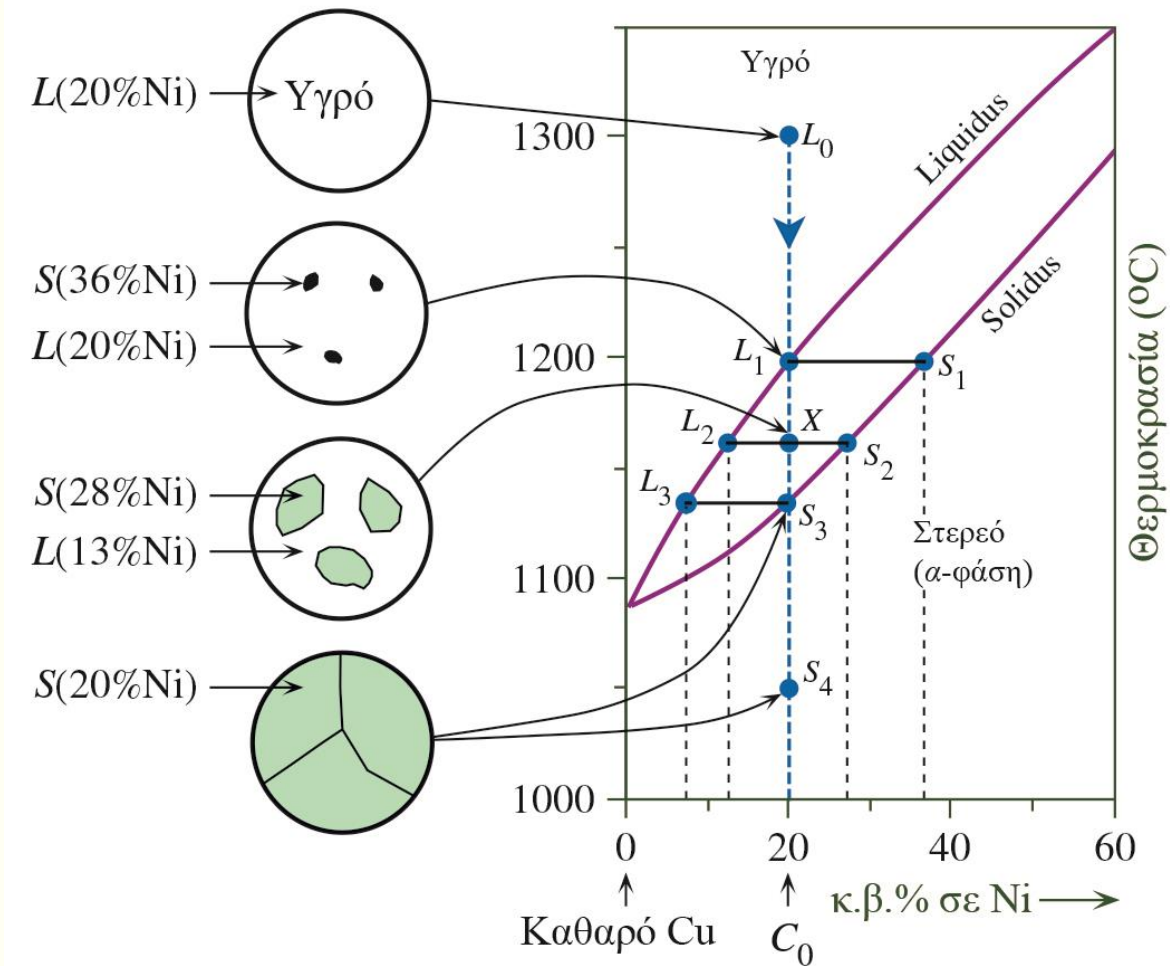 L(20%Ni)
Υγρό
S(36%Ni)
L(20%Ni)
S(28%Ni)
L(13%Ni)
S(20%Ni)
Υγρό
1300
L0
Liquidus
Solidus
1200
L1
S1
L2
X
S2
L3
S3
Στερεό
(α-φάση)
1100
S4
1000
0
20
40
60
Θερμοκρασία (οC)
κ.β.% σε Ni
Καθαρό Cu
C0